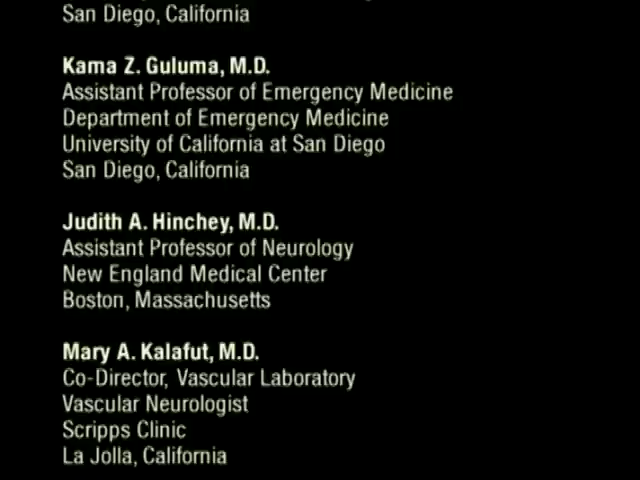 San Diego, California
Kama Z. Guluma, M.D.
Assistant Professor of Emergency Medicine
Department of Emergency Medicine
University of California at San Diego
San Diego, California
Judith A. Hinchey, M.D.
Assistant Professor of Neurology
New England Medical Center
Boston, Massachusetts
Mary A. Kalafut, M.D.
Co-Director, Vascular Laboratory
Vascular Neurologist
Scripps Clinic
La Jolla, California